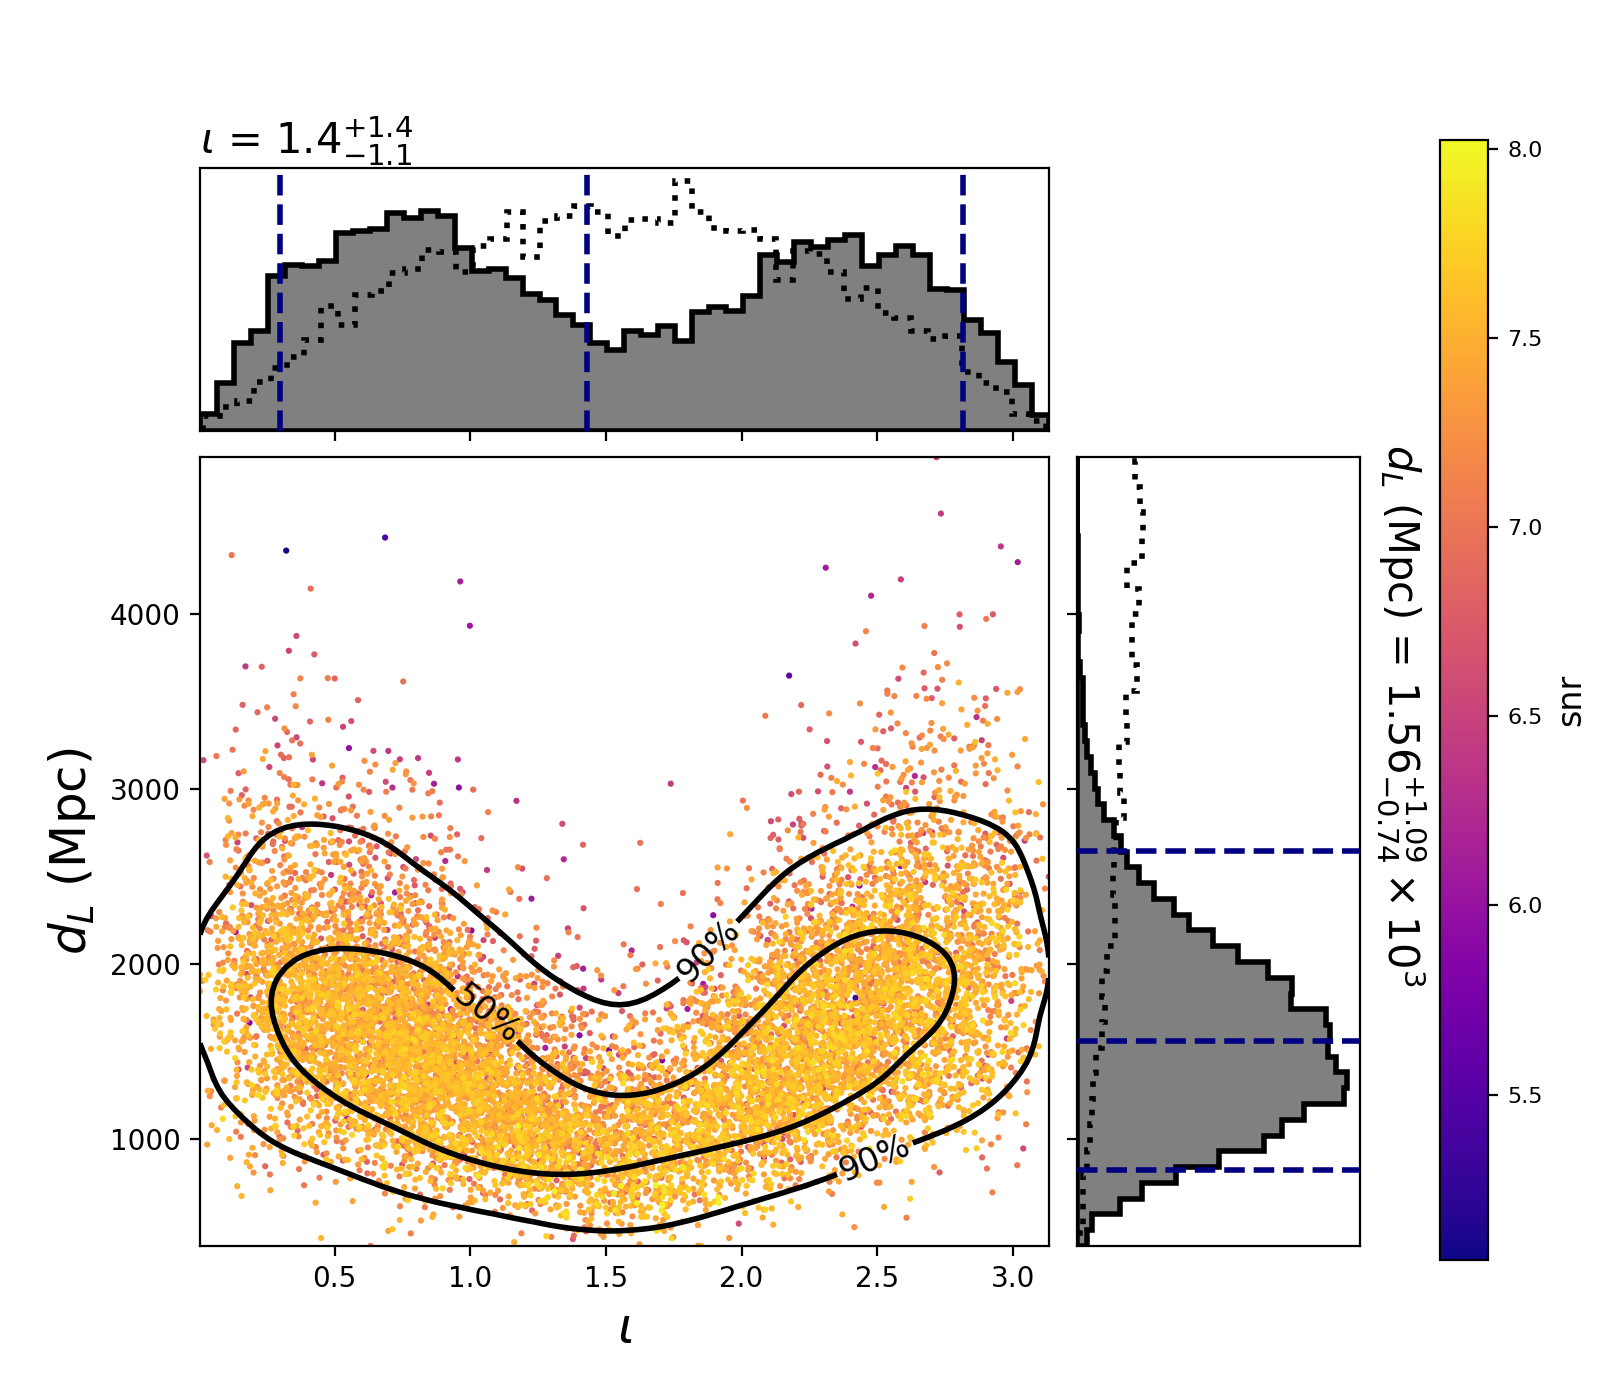 ι = 1.4^{+1.4}_{−1.1}
d_L (Mpc)
4000
3000
2000
1000
90%
50%
90%
0.5 1.0 1.5 2.0 2.5 3.0
ι
d_L (Mpc) = 1.56^{+1.09}_{−0.74} × 10^3
8.0
7.5
7.0
6.5
6.0
5.5
snr